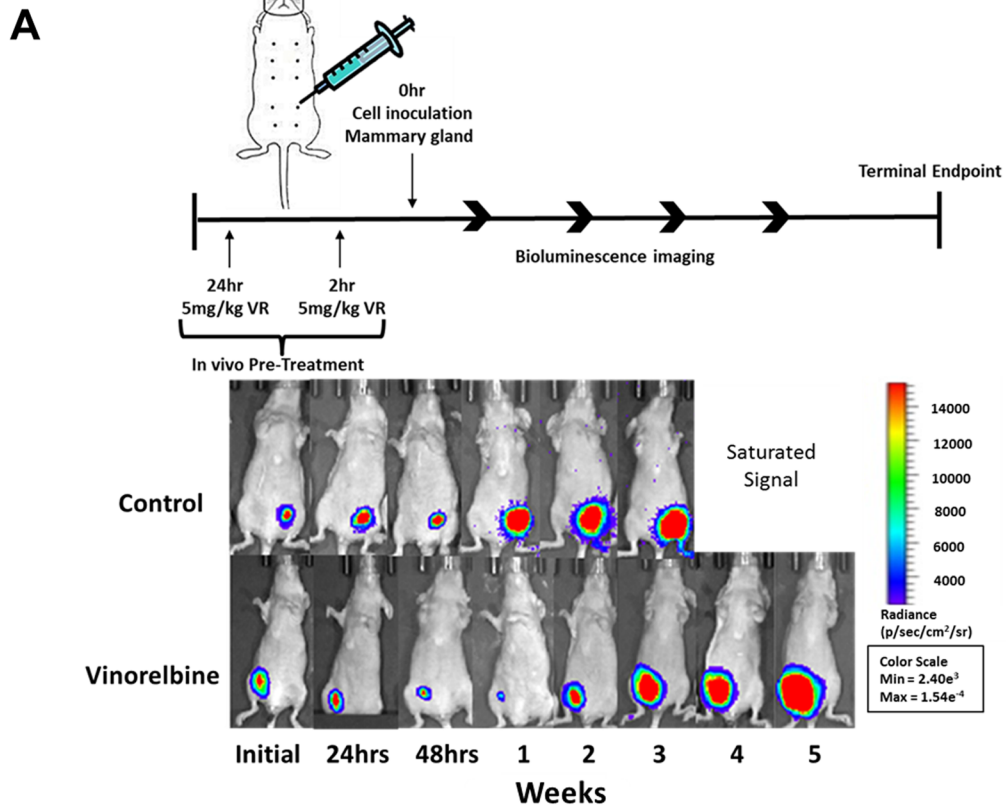 A
0hr
Cell inoculation
Mammary gland
Terminal Endpoint
Bioluminescence imaging
24hr
5mg/kg VR
2hr
5mg/kg VR
In vivo Pre-Treatment
Control
Saturated
Signal
14000
12000
10000
8000
6000
4000
Radiance
(p/sec/cm²/sr)
Color Scale
Min = 2.40e³
Max = 1.54e⁻⁴
Vinorelbine
Initial 24hrs 48hrs 1 2 3 4 5
Weeks